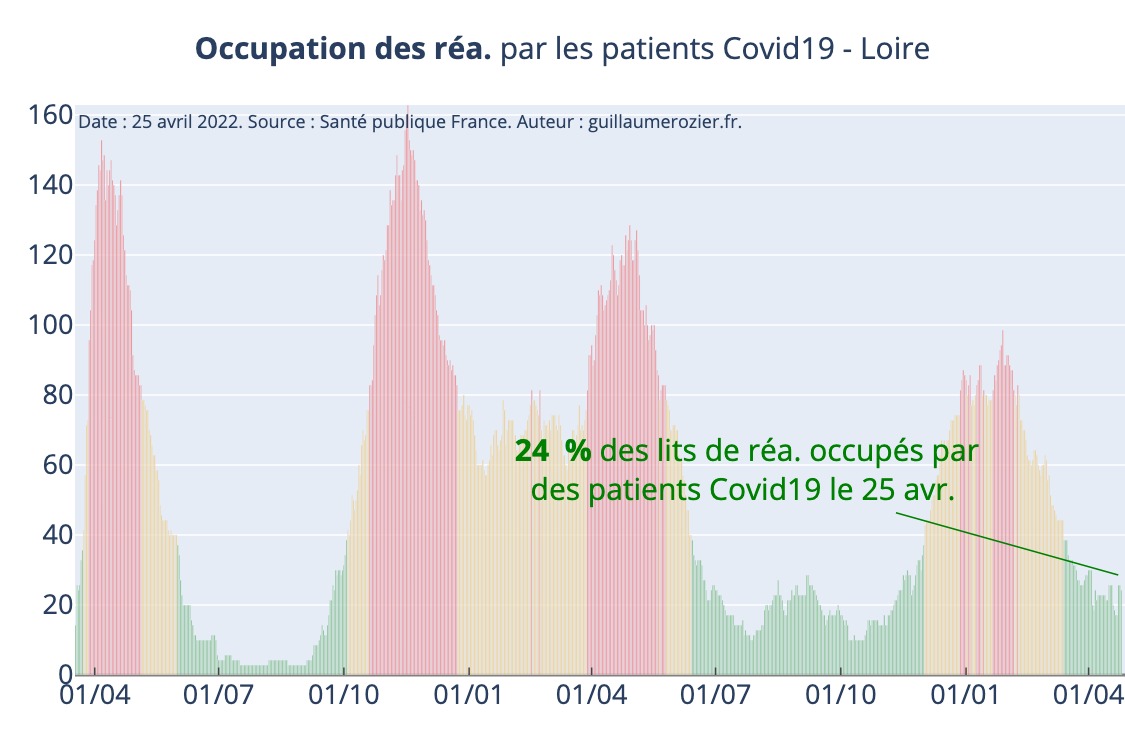 Occupation des réa. par les patients Covid19 - Loire
160
Date : 25 avril 2022. Source : Santé publique France. Auteur : guillaumerozier.fr.
140
120
100
80
60
40
20
0
24 % des lits de réa. occupés par
des patients Covid19 le 25 avr.
01/04 01/07 01/10 01/01 01/04 01/07 01/10 01/01 01/04